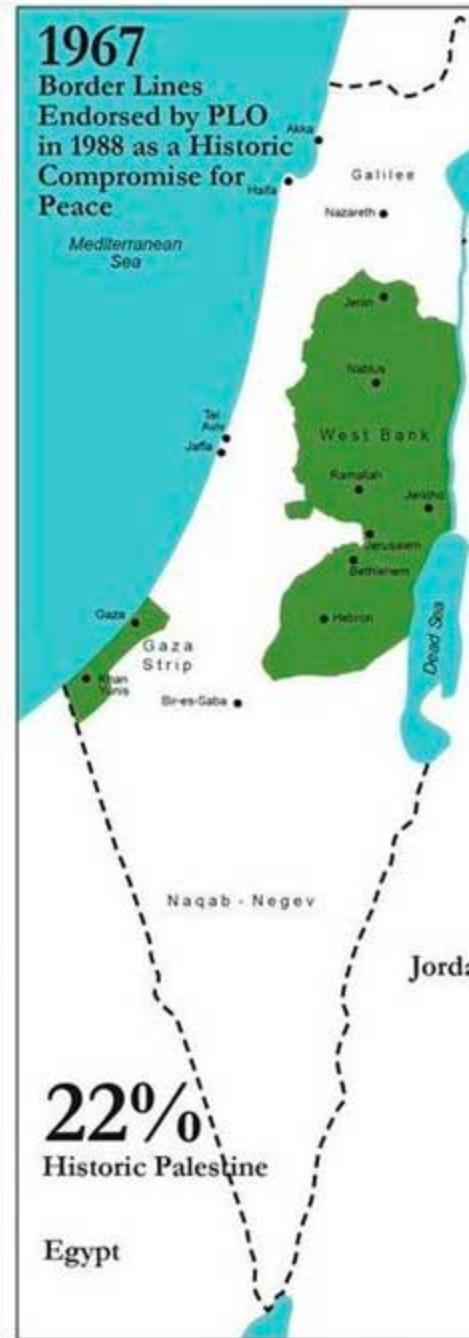 1967
Border Lines
Endorsed by PLO
in 1988 as a Historic
Compromise for
Peace
Akka
Galilee
Haifa
Nazareth
Mediterranean
Sea
Jenin
Nablus
Tel
Aviv
Jaffa
West Bank
Ramallah
Jericho
Jerusalem
Bethlehem
Gaza
Hebron
Gaza
Strip
Dead Sea
Khan
Yunis
Bir-es-Saba
Naqab - Negev
Jorda
22%
Historic Palestine
Egypt